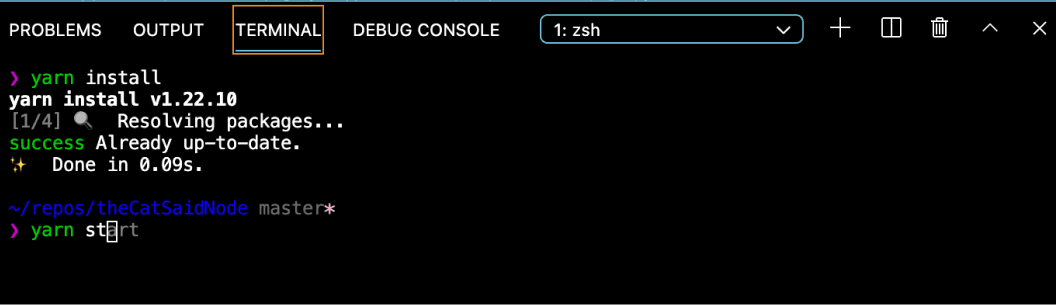 PROBLEMS OUTPUT TERMINAL DEBUG CONSOLE 1: zsh
❯ yarn install
yarn install v1.22.10
[1/4] 🔍 Resolving packages...
success Already up-to-date.
✨ Done in 0.09s.
~/repos/theCatSaidNode master*
❯ yarn start